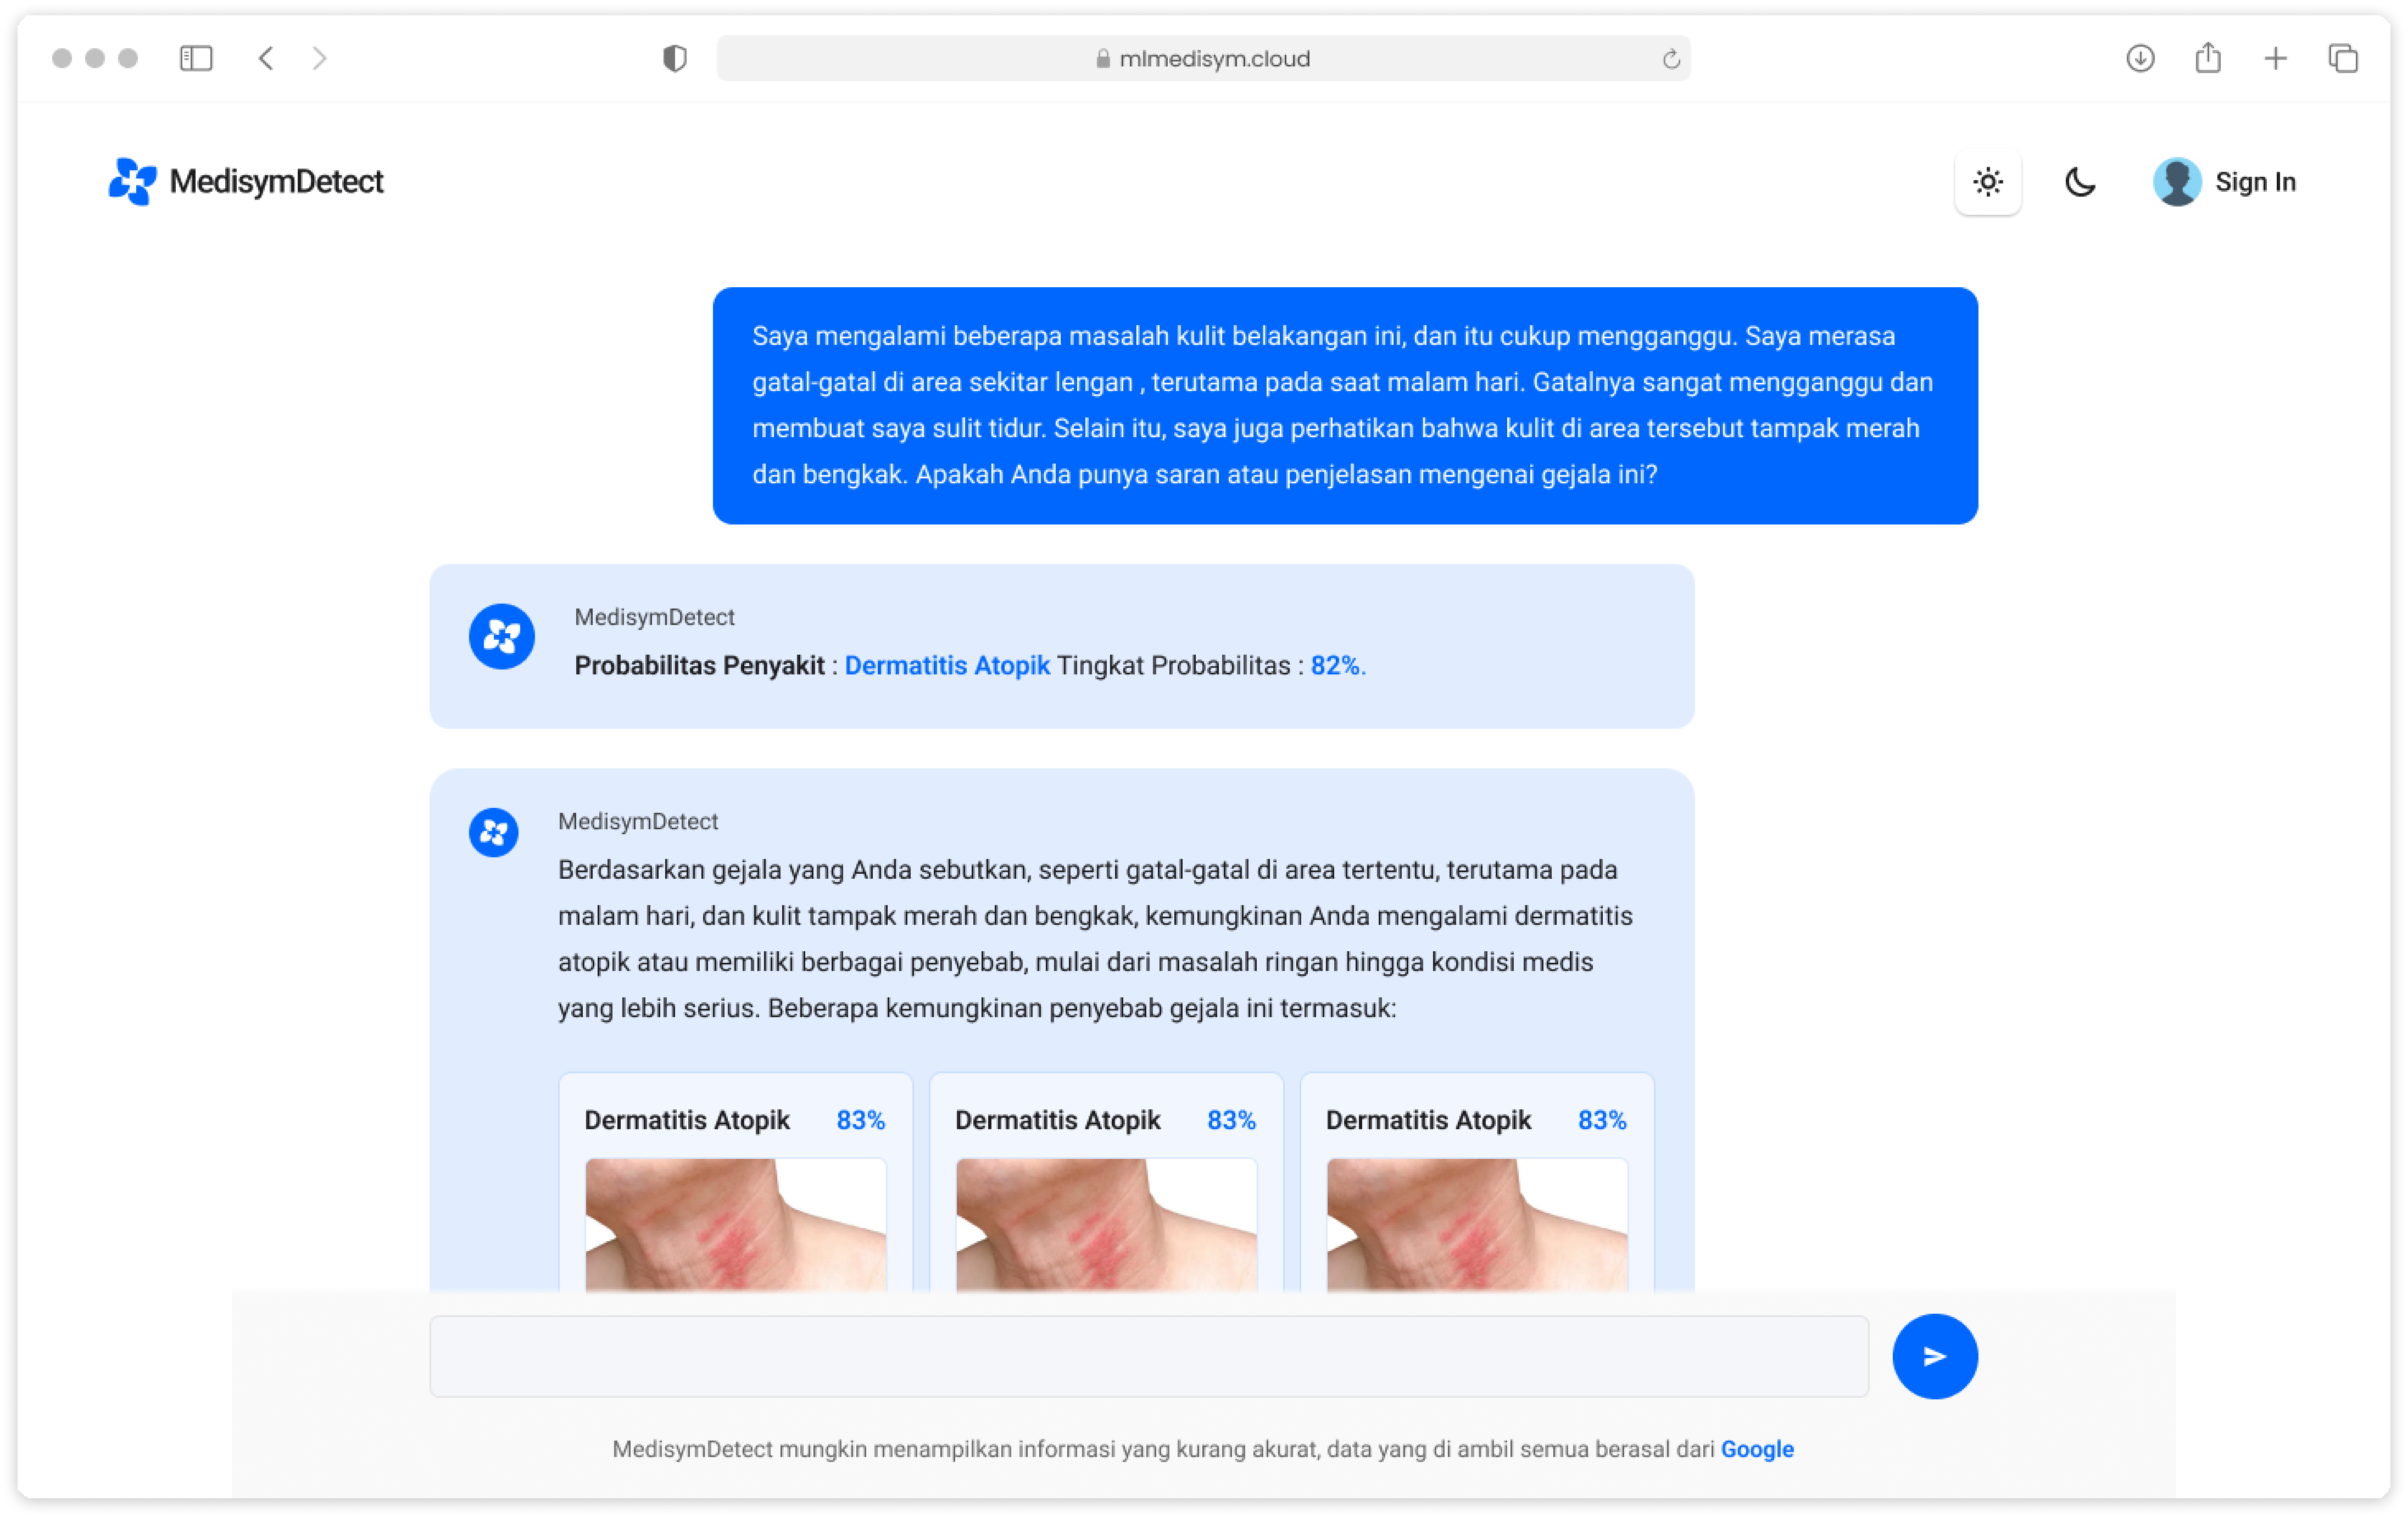 mlmedisym.cloud
MedisymDetect
Sign In
Saya mengalami beberapa masalah kulit belakangan ini, dan itu cukup mengganggu. Saya merasa
gatal-gatal di area sekitar lengan , terutama pada saat malam hari. Gatalnya sangat mengganggu dan
membuat saya sulit tidur. Selain itu, saya juga perhatikan bahwa kulit di area tersebut tampak merah
dan bengkak. Apakah Anda punya saran atau penjelasan mengenai gejala ini?
MedisymDetect
Probabilitas Penyakit : Dermatitis Atopik Tingkat Probabilitas : 82%.
MedisymDetect
Berdasarkan gejala yang Anda sebutkan, seperti gatal-gatal di area tertentu, terutama pada
malam hari, dan kulit tampak merah dan bengkak, kemungkinan Anda mengalami dermatitis
atopik atau memiliki berbagai penyebab, mulai dari masalah ringan hingga kondisi medis
yang lebih serius. Beberapa kemungkinan penyebab gejala ini termasuk:
Dermatitis Atopik 83%
Dermatitis Atopik 83%
Dermatitis Atopik 83%
MedisymDetect mungkin menampilkan informasi yang kurang akurat, data yang di ambil semua berasal dari Google